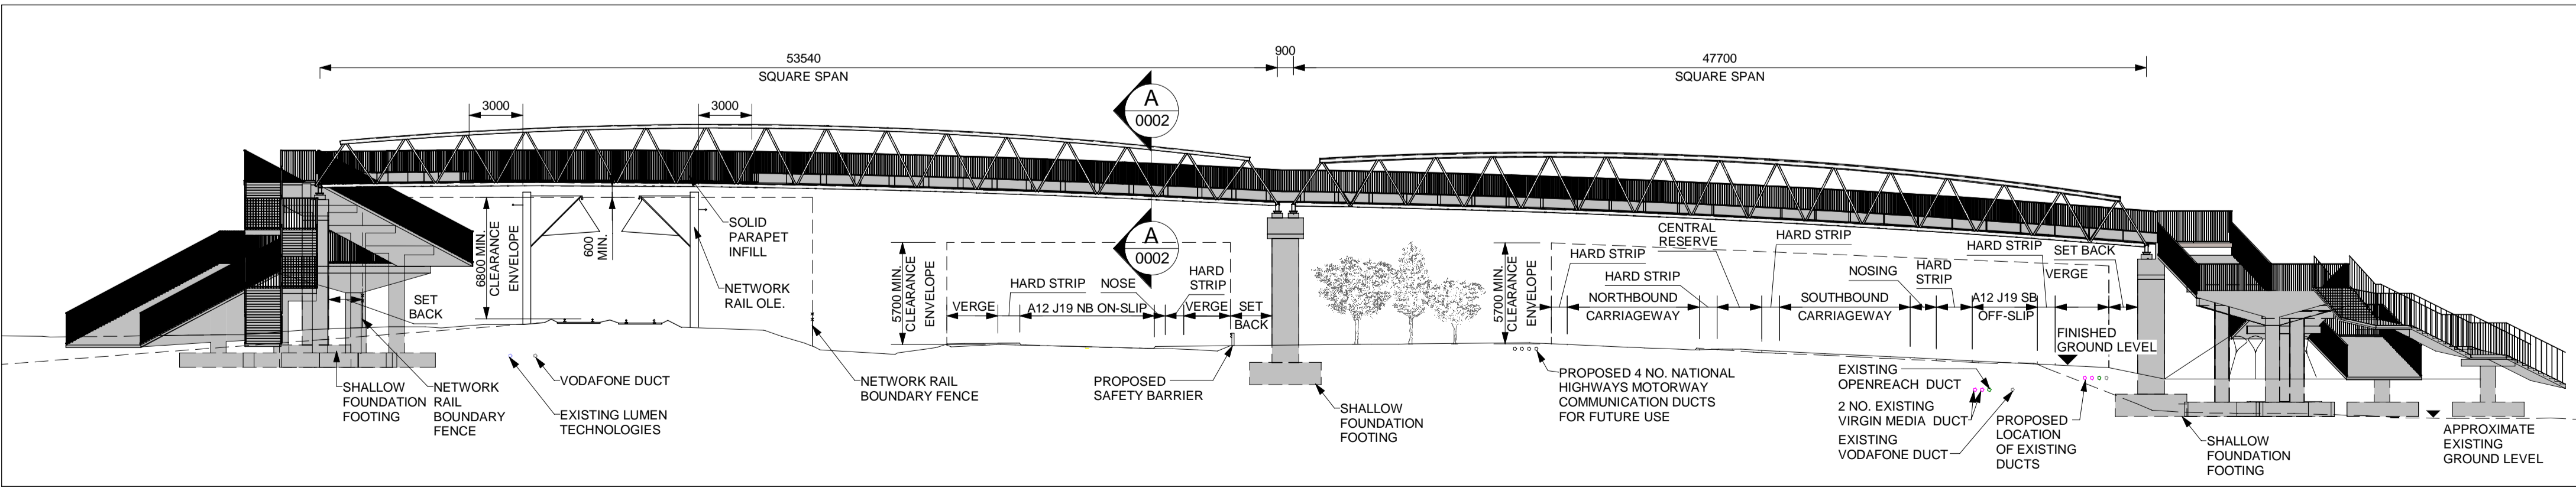 53540
SQUARE SPAN
900
47700
SQUARE SPAN
3000
3000
A
0002
SOLID
PARAPET
INFILL
6800 MIN.
CLEARANCE
ENVELOPE
600
MIN.
NETWORK
RAIL OLE.
SET
BACK
5700 MIN.
CLEARANCE
ENVELOPE
VERGE
HARD STRIP
A12 J19 NB ON-SLIP
NOSE
HARD
STRIP
VERGE
SET
BACK
A
0002
5700 MIN.
CLEARANCE
ENVELOPE
HARD STRIP
NORTHBOUND
CARRIAGEWAY
HARD STRIP
CENTRAL
RESERVE
HARD STRIP
SOUTHBOUND
CARRIAGEWAY
NOSING
HARD
STRIP
A12 J19 SB
OFF-SLIP
HARD STRIP
VERGE
SET BACK
FINISHED
GROUND LEVEL
SHALLOW
FOUNDATION
FOOTING
NETWORK
RAIL
BOUNDARY
FENCE
VODAFONE DUCT
EXISTING LUMEN
TECHNOLOGIES
NETWORK RAIL
BOUNDARY FENCE
PROPOSED
SAFETY BARRIER
SHALLOW
FOUNDATION
FOOTING
PROPOSED 4 NO. NATIONAL
HIGHWAYS MOTORWAY
COMMUNICATION DUCTS
FOR FUTURE USE
EXISTING
OPENREACH DUCT
2 NO. EXISTING
VIRGIN MEDIA DUCT
EXISTING
VODAFONE DUCT
PROPOSED
LOCATION
OF EXISTING
DUCTS
SHALLOW
FOUNDATION
FOOTING
APPROXIMATE
EXISTING
GROUND LEVEL